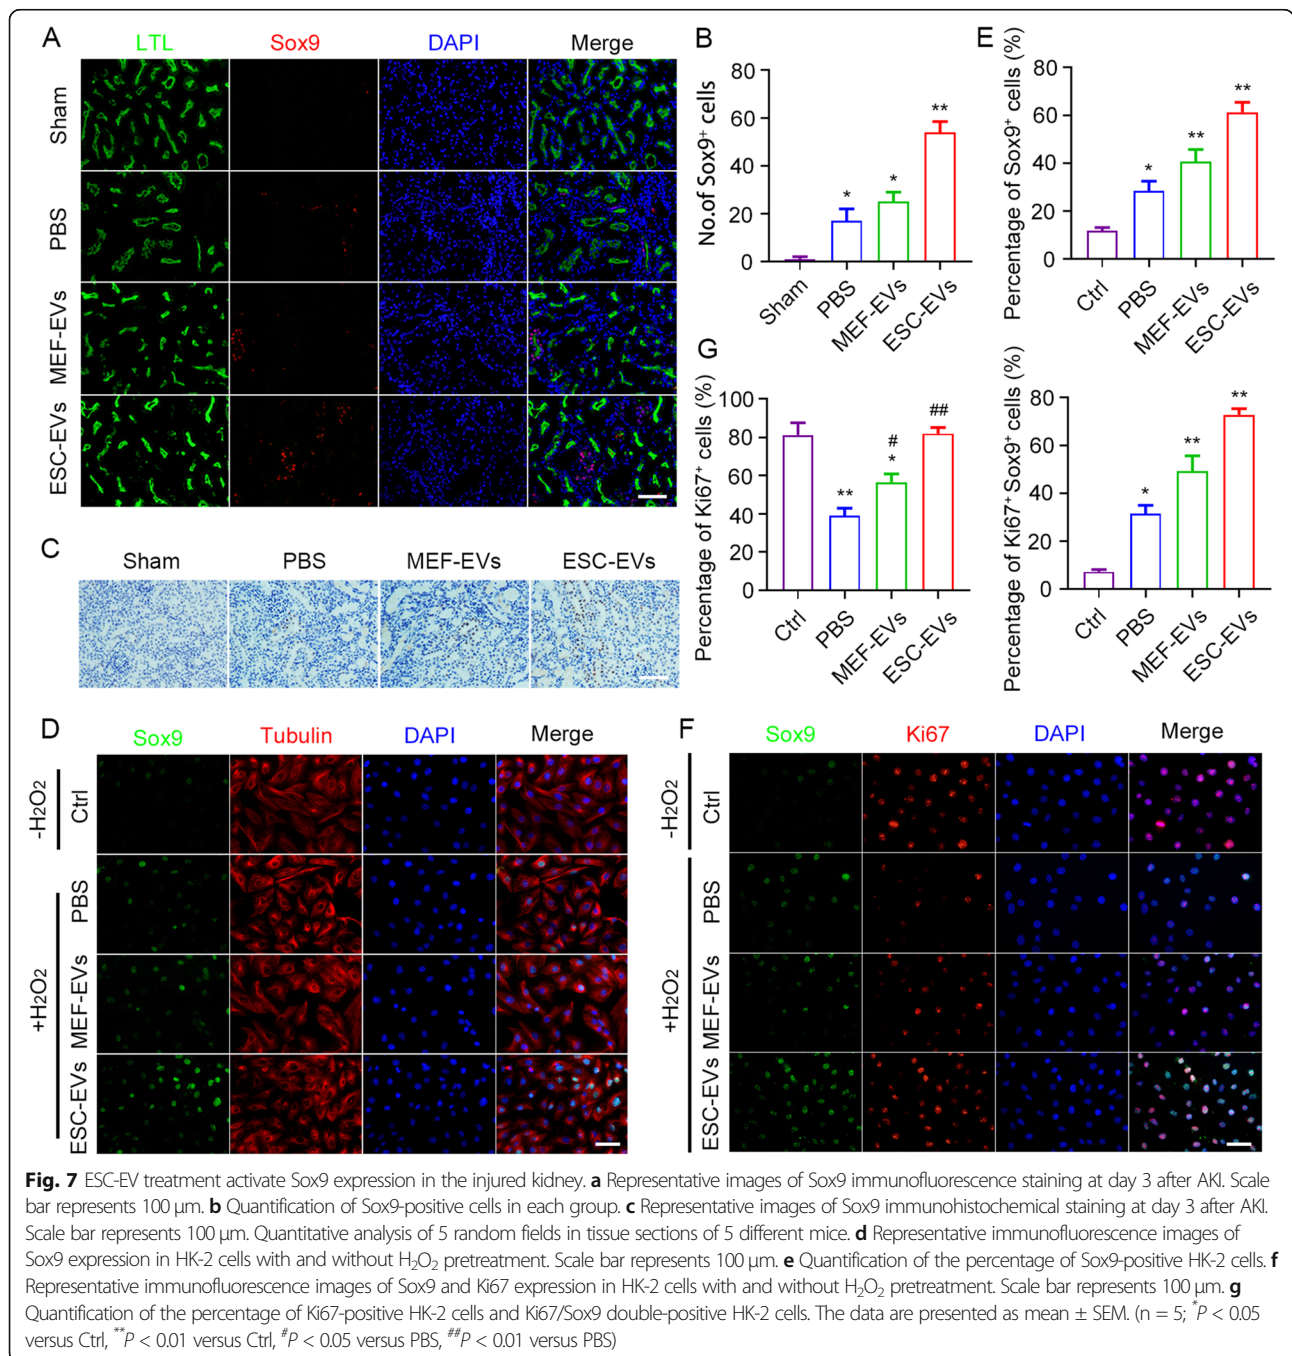 A
LTL Sox9 DAPI Merge
Sham
PBS
MEF-EVs
ESC-EVs
B
No.of Sox9⁺ cells
80
60
40
20
0
*
*
**
Sham PBS MEF-EVs ESC-EVs
E
Percentage of Sox9⁺ cells (%)
80
60
40
20
0
*
**
**
Ctrl PBS MEF-EVs ESC-EVs
C
Sham PBS MEF-EVs ESC-EVs
G
Percentage of Ki67⁺ cells (%)
100
80
60
40
20
0
**
#
*
##
Ctrl PBS MEF-EVs ESC-EVs
Percentage of Ki67⁺ Sox9⁺ cells (%)
80
60
40
20
0
*
**
**
Ctrl PBS MEF-EVs ESC-EVs
D
Sox9 Tubulin DAPI Merge
-H2O2
Ctrl
+H2O2
PBS
MEF-EVs
ESC-EVs
F
Sox9 Ki67 DAPI Merge
-H2O2
Ctrl
+H2O2
PBS
MEF-EVs
ESC-EVs
Fig. 7 ESC-EV treatment activate Sox9 expression in the injured kidney. a Representative images of Sox9 immunofluorescence staining at day 3 after AKI. Scale
bar represents 100 μm. b Quantification of Sox9-positive cells in each group. c Representative images of Sox9 immunohistochemical staining at day 3 after AKI.
Scale bar represents 100 μm. Quantitative analysis of 5 random fields in tissue sections of 5 different mice. d Representative immunofluorescence images of
Sox9 expression in HK-2 cells with and without H₂O₂ pretreatment. Scale bar represents 100 μm. e Quantification of the percentage of Sox9-positive HK-2 cells. f
Representative immunofluorescence images of Sox9 and Ki67 expression in HK-2 cells with and without H₂O₂ pretreatment. Scale bar represents 100 μm. g
Quantification of the percentage of Ki67-positive HK-2 cells and Ki67/Sox9 double-positive HK-2 cells. The data are presented as mean ± SEM. (n = 5; *P < 0.05
versus Ctrl, **P < 0.01 versus Ctrl, #P < 0.05 versus PBS, ##P < 0.01 versus PBS)